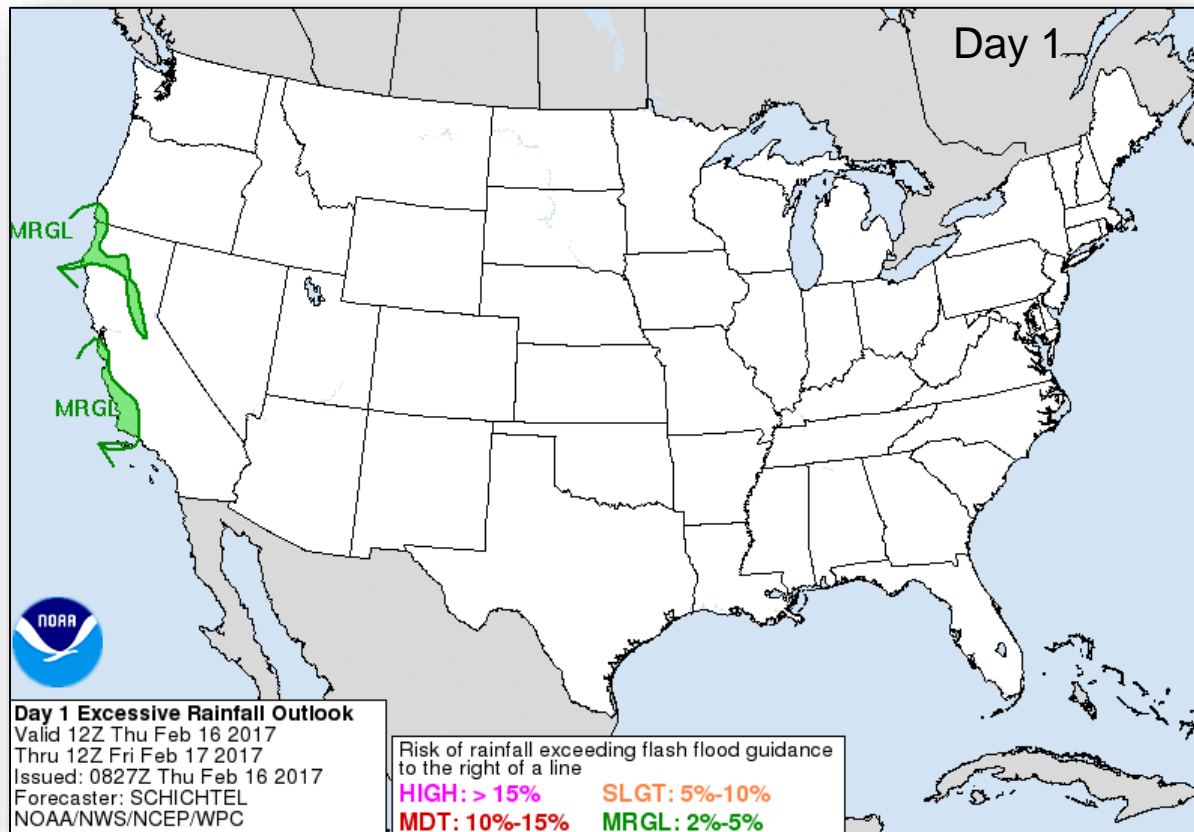 Day 1
MRGL
MRGL
NOAA
Day 1 Excessive Rainfall Outlook
Valid 12Z Thu Feb 16 2017
Thru 12Z Fri Feb 17 2017
Issued: 0827Z Thu Feb 16 2017
Forecaster: SCHICHTEL
NOAA/NWS/NCEP/WPC
Risk of rainfall exceeding flash flood guidance
to the right of a line
HIGH: > 15% SLGT: 5%-10%
MDT: 10%-15% MRGL: 2%-5%